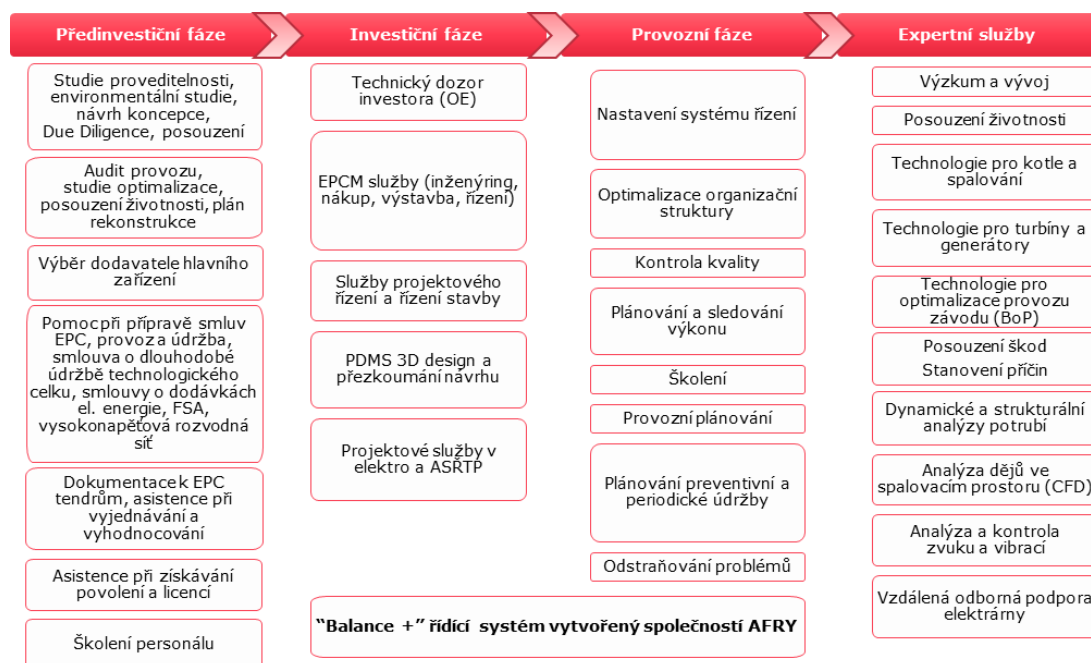 Předinvestiční fáze
Studie proveditelnosti,
environmentální studie,
návrh koncepce,
Due Diligence, posouzení
Audit provozu,
studie optimalizace,
posouzení životnosti, plán
rekonstrukce
Výběr dodavatele hlavního
zařízení
Pomoc při přípravě smluv
EPC, provoz a údržba,
smlouva o dlouhodobé
údržbě technologického
celku, smlouvy o dodávkách
el. energie, FSA,
vysokonapěťová rozvodná
síť
Dokumentace k EPC
tendrům, asistence při
vyjednávání a
vyhodnocování
Asistence při získávání
povolení a licencí
Školení personálu
Investiční fáze
Technický dozor
investora (OE)
EPCM služby (inženýring,
nákup, výstavba, řízení)
Služby projektového
řízení a řízení stavby
PDMS 3D design a
přezkoumání návrhu
Projektové služby v
elektro a ASŘTP
Provozní fáze
Nastavení systému řízení
Optimalizace organizační
struktury
Kontrola kvality
Plánování a sledování
výkonu
Školení
Provozní plánování
Plánování preventivní a
periodické údržby
Odstraňování problémů
“Balance +” řídící systém vytvořený společností AFRY
Expertní služby
Výzkum a vývoj
Posouzení životnosti
Technologie pro kotle a
spalování
Technologie pro turbíny a
generátory
Technologie pro
optimalizace provozu
závodu (BoP)
Posouzení škod
Stanovení příčin
Dynamické a strukturální
analýzy potrubí
Analýza dějů ve
spalovacím prostoru (CFD)
Analýza a kontrola
zvuku a vibrací
Vzdálená odborná podpora
elektrárny